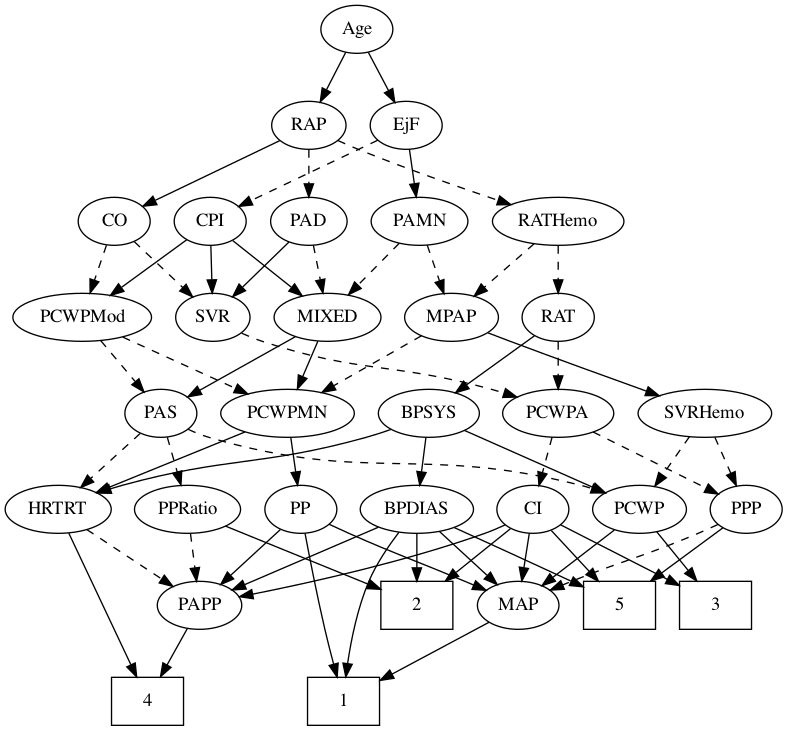 Age
RAP EjF
CO CPI PAD PAMN RATHemo
PCWPMod SVR MIXED MPAP RAT
PAS PCWPMN BPSYS PCWPA SVRHemo
HRTRT PPRatio PP BPDIAS CI PCWP PPP
PAPP 2 MAP 5 3
4 1